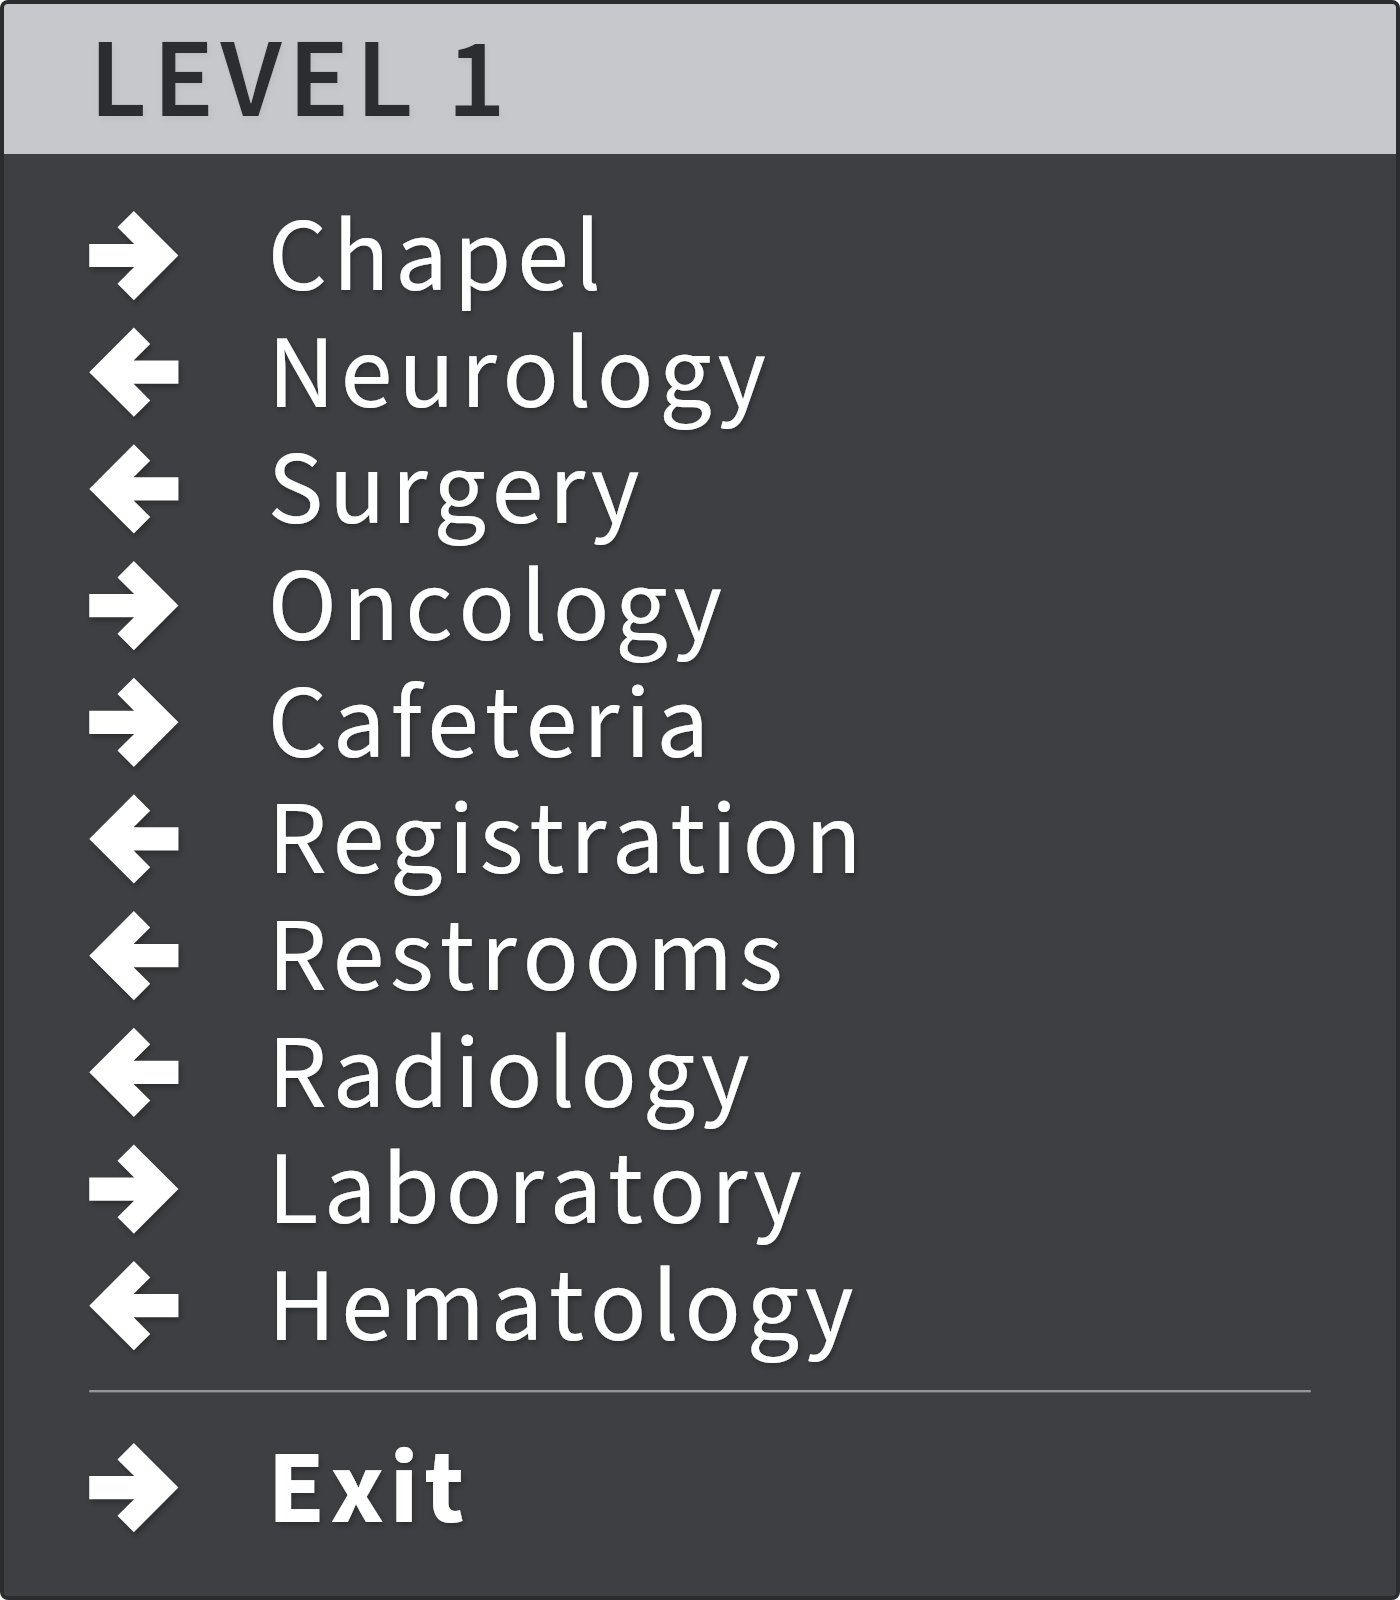 LEVEL 1
Chapel
Neurology
Surgery
Oncology
Cafeteria
Registration
Restrooms
Radiology
Laboratory
Hematology
Exit